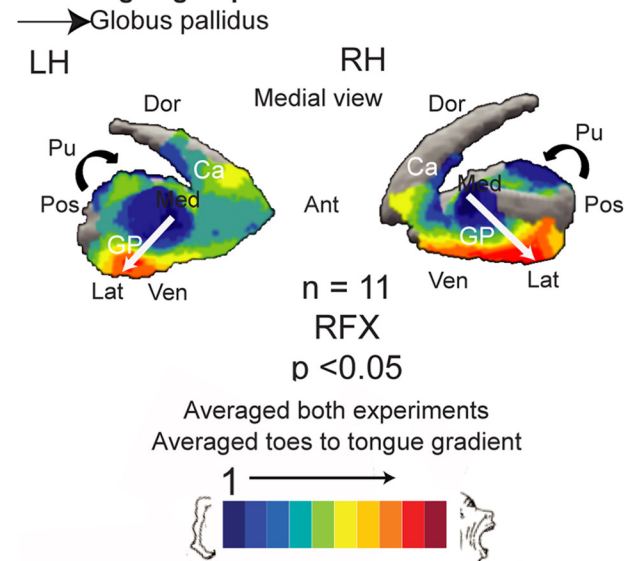 Globus pallidus
LH
RH
Medial view
Dor
Dor
Pu
Pu
Ca
Ca
Med
Med
Pos
Ant
Pos
GP
GP
Lat
Ven
Ven
Lat
n = 11
RFX
p <0.05
Averaged both experiments
Averaged toes to tongue gradient
1